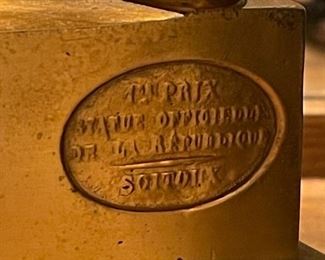 1ER PRIX
STATUE OFFICIELLE
DE LA RÉPUBLIQUE
SOITOUX